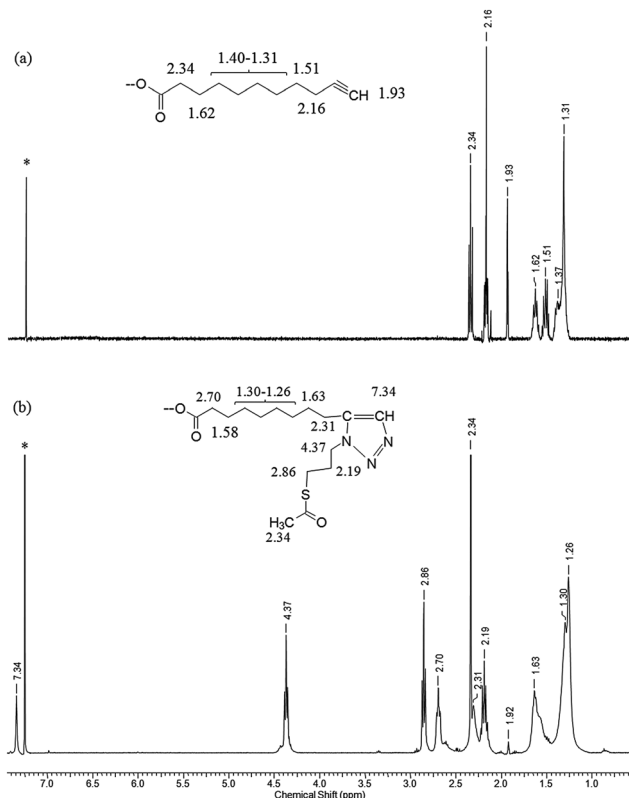 (a)
2.34
1.40-1.31
1.51
--O
O
CH
1.93
1.62
2.16
*
2.34
2.16
1.93
1.62
1.51
1.37
1.31
(b)
2.70
1.30-1.26
1.63
7.34
--O
O
C
CH
1.58
2.31
4.37
N
N
N
2.86
2.19
S
H3C
O
2.34
*
7.34
4.37
2.86
2.70
2.34
2.31
2.19
1.92
1.63
1.30
1.26
7.0 6.5 6.0 5.5 5.0 4.5 4.0 3.5 3.0 2.5 2.0 1.5 1.0
Chemical Shift (ppm)